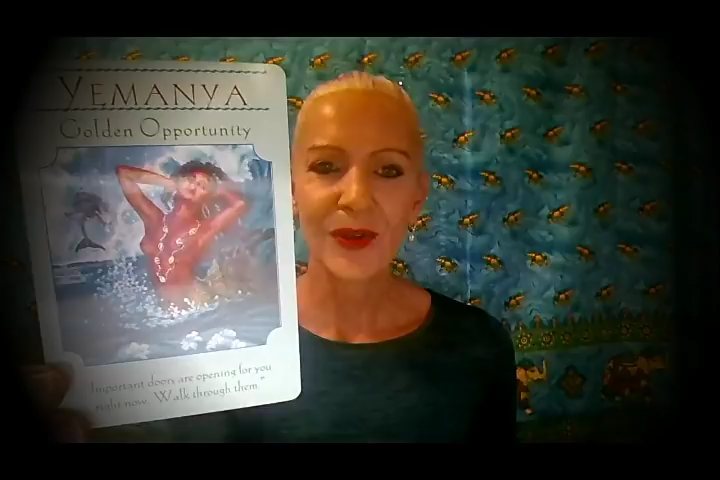 YEMANYA
Golden Opportunity
"Important doors are opening for you
right now. Walk through them."